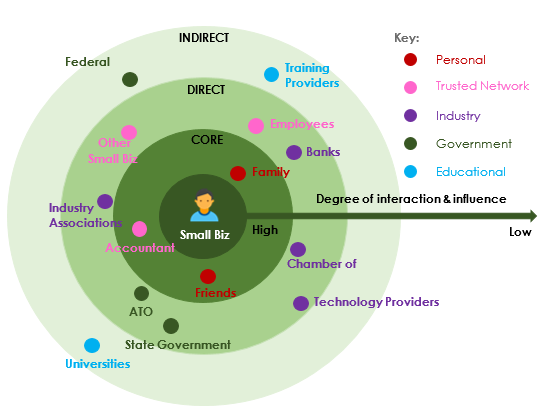 INDIRECT
Key:
Federal
Training
Providers
Personal
DIRECT
Trusted Network
Employees
Industry
Other
Small Biz
CORE
Banks
Government
Family
Educational
Degree of interaction & influence
Industry
Associations
Small Biz
High
Low
Accountant
Chamber of
Friends
Technology Providers
ATO
State Government
Universities